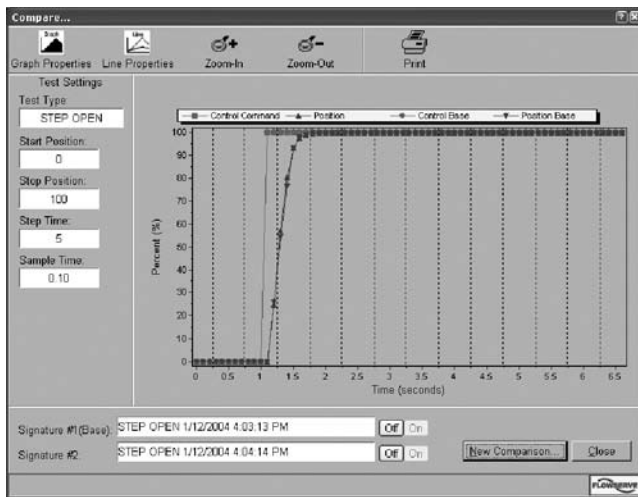 Compare...
Graph
Line
Graph Properties Line Properties Zoom-In Zoom-Out Print
Test Settings
Test Type:
STEP OPEN
Start Position:
0
Stop Position:
100
Step Time:
5
Sample Time:
0.10
Control Command Position Control Base Position Base
100
90
80
70
60
50
40
30
20
10
0
Percent (%)
0 0.5 1 1.5 2 2.5 3 3.5 4 4.5 5 5.5 6 6.5
Time (seconds)
Signature #1(Base): STEP OPEN 1/12/2004 4:03:13 PM Off On
Signature #2: STEP OPEN 1/12/2004 4:04:14 PM Off On
New Comparison... Close
FLOWSERVE